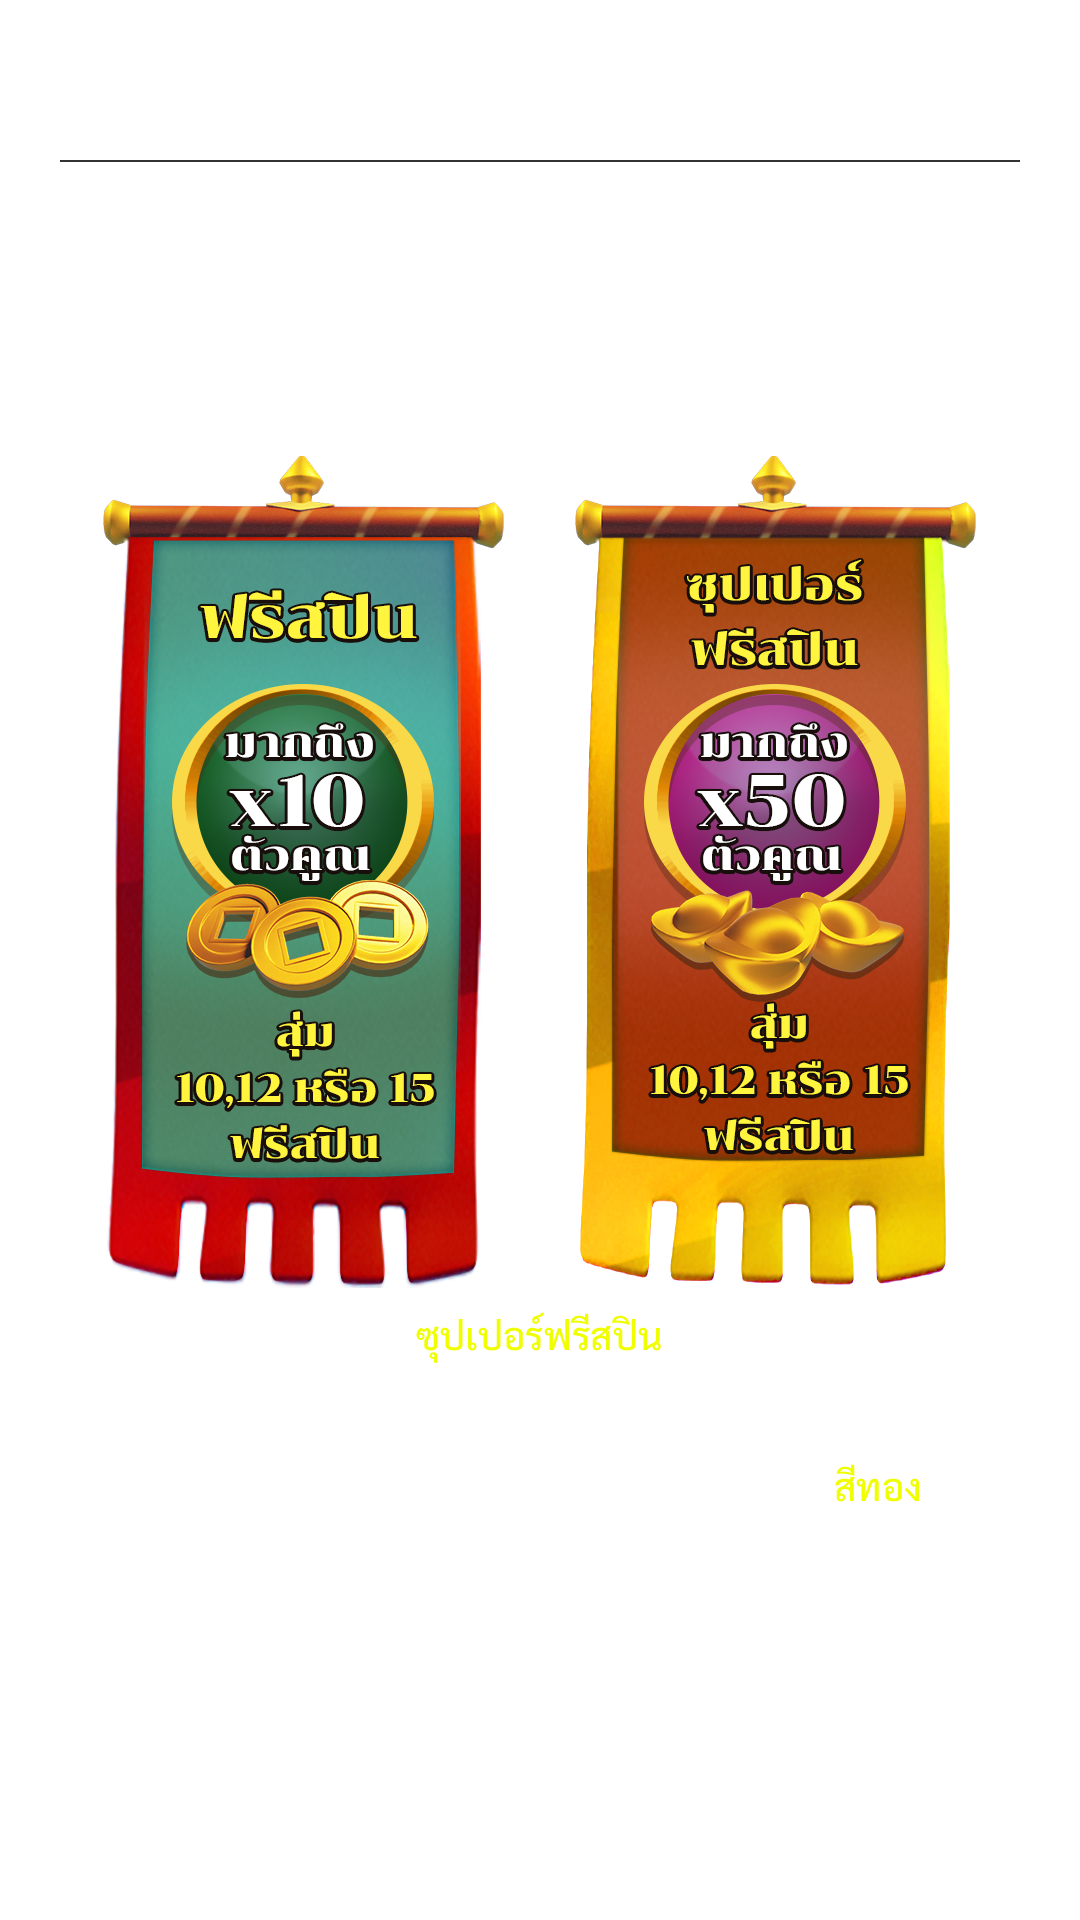 ฟรีสปิน
มากถึง
x10
ตัวคูณ
สุ่ม
10,12 หรือ 15
ฟรีสปิน
ซุปเปอร์
ฟรีสปิน
มากถึง
x50
ตัวคูณ
สุ่ม
10,12 หรือ 15
ฟรีสปิน
ซุปเปอร์ฟรีสปิน
สีทอง